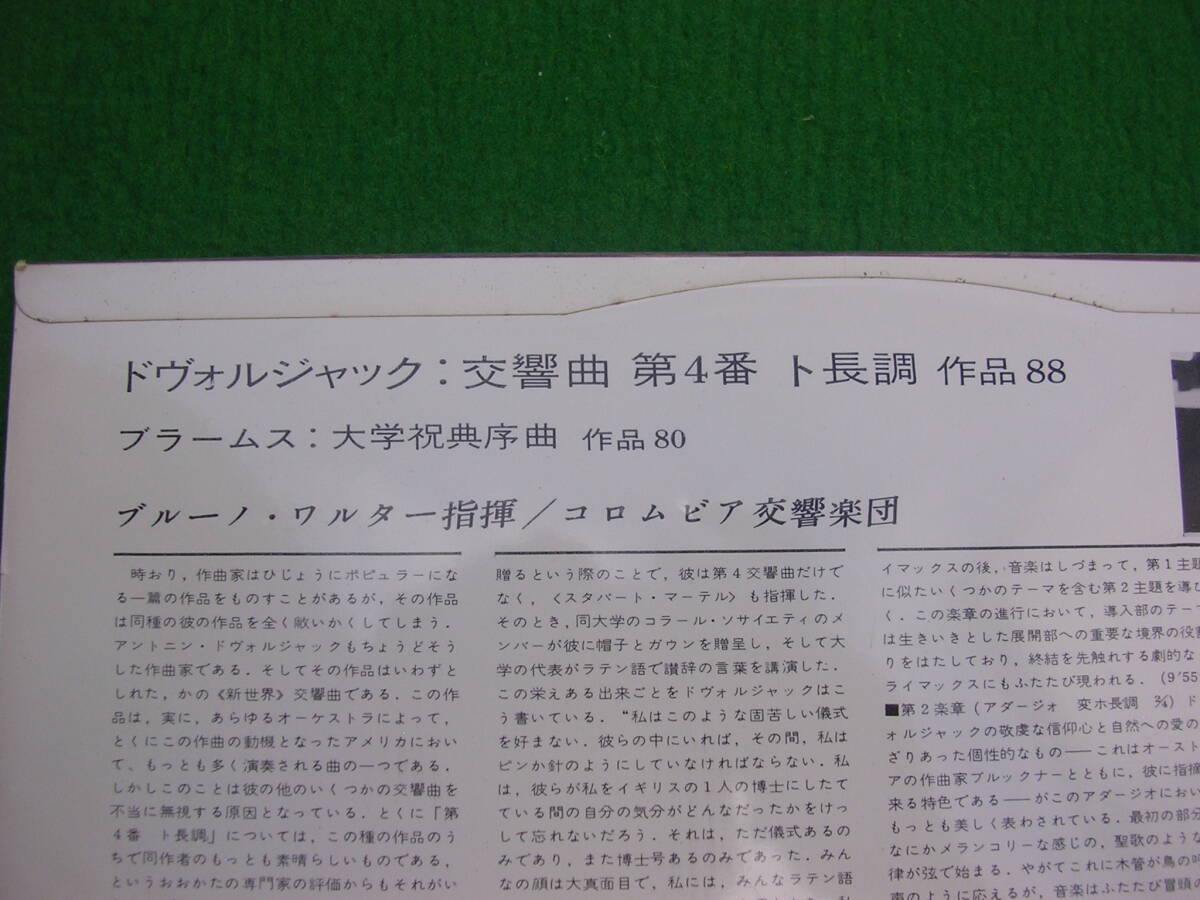 ドヴォルジャック：交響曲 第4番 ト長調 作品88
ブラームス：大学祝典序曲 作品80
ブルーノ・ワルター指揮／コロムビア交響楽団
時おり，作曲家はひじょうにポピュラーにな
る一篇の作品をものすことがあるが，その作品
は同種の彼の作品を全く敵いかくしてしまう．
アントニン・ドヴォルジャックもちょうどそう
した作曲家である．そしてその作品はいわずと
しれた，かの《新世界》交響曲である．この作
品は，実に，あらゆるオーケストラによって，
とくにこの作曲の動機となったアメリカにおい
て，もっとも多く演奏される曲の一つである．
しかしこのことは彼の他のいくつかの交響曲を
不当に無視する原因となっている．とくに「第
4番 ト長調」については，この種の作品のう
ちで同作者のもっとも素晴らしいものである，
というおおかたの専門家の評価からもそれがい
贈るという際のことで，彼は第4交響曲だけで
なく，〈スタバート・マーテル〉も指揮した．
そのとき，同大学のコラール・ソサイエティのメ
ンバーが彼に帽子とガウンを贈呈し，そして大
学の代表がラテン語で讃辞の言葉を講演した．
この栄えある出来ごとをドヴォルジャックはこ
う書いている．“私はこのような固苦しい儀式
を好まない．彼らの中にいれば，その間，私は
ピンか針のようにしていなければならない．私
は，彼らが私をイギリスの1人の博士にしたて
ている間の自分の気分がどんなだったかをけっ
して忘れないだろう．それは，ただ儀式あるの
みであり，また博士号あるのみであった．みん
なの顔は大真面目で，私には，みんなラテン語
イマックスの後，音楽はしづまって，第1主題
に似たいくつかのテーマを含む第2主題を導
く．この楽章の進行において，導入部のテー
は生きいきとした展開部への重要な境界の役
りをはたしており，終結を先触れする劇的な
ライマックスにもふたたび現われる．(9'55
■第2楽章（アダージォ 変ホ長調 2/4）ド
ォルジャックの敬虔な信仰心と自然への愛の
ざりあった個性的なもの――これはオースト
アの作曲家ブルックナーとともに，彼に指摘
来る特色である――がこのアダージオにおい
もっとも美しく表わされている．最初の部分
なにかメランコリーな感じの，聖歌のような
律が弦で始まる．やがてこれに木管が鳥の鳴
声のように応えるが，音楽はふたたび冒頭の